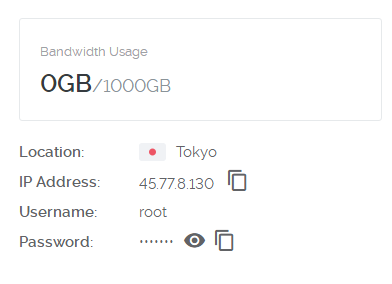 Bandwidth Usage
0GB/1000GB
Location: Tokyo
IP Address: 45.77.8.130
Username: root
Password: ·······